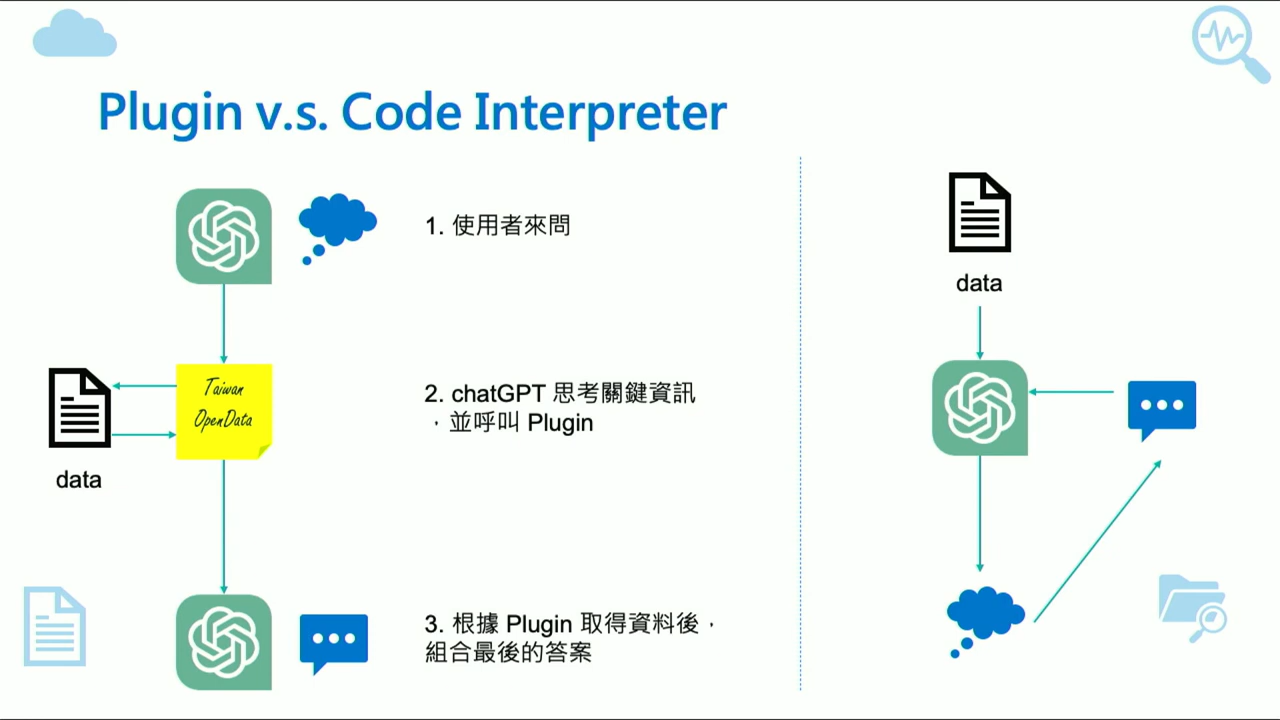 Plugin v.s. Code Interpreter
1. 使用者來問
data
Taiwan
OpenData
2. chatGPT 思考關鍵資訊
，並呼叫 Plugin
data
3. 根據 Plugin 取得資料後，
組合最後的答案